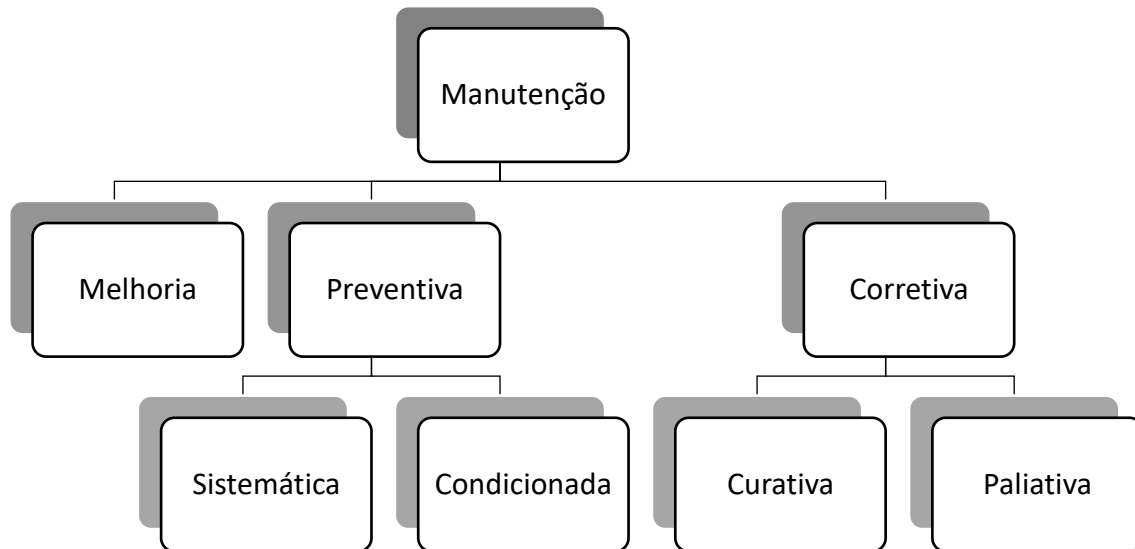 Manutenção
Melhoria
Preventiva
Corretiva
Sistemática
Condicionada
Curativa
Paliativa